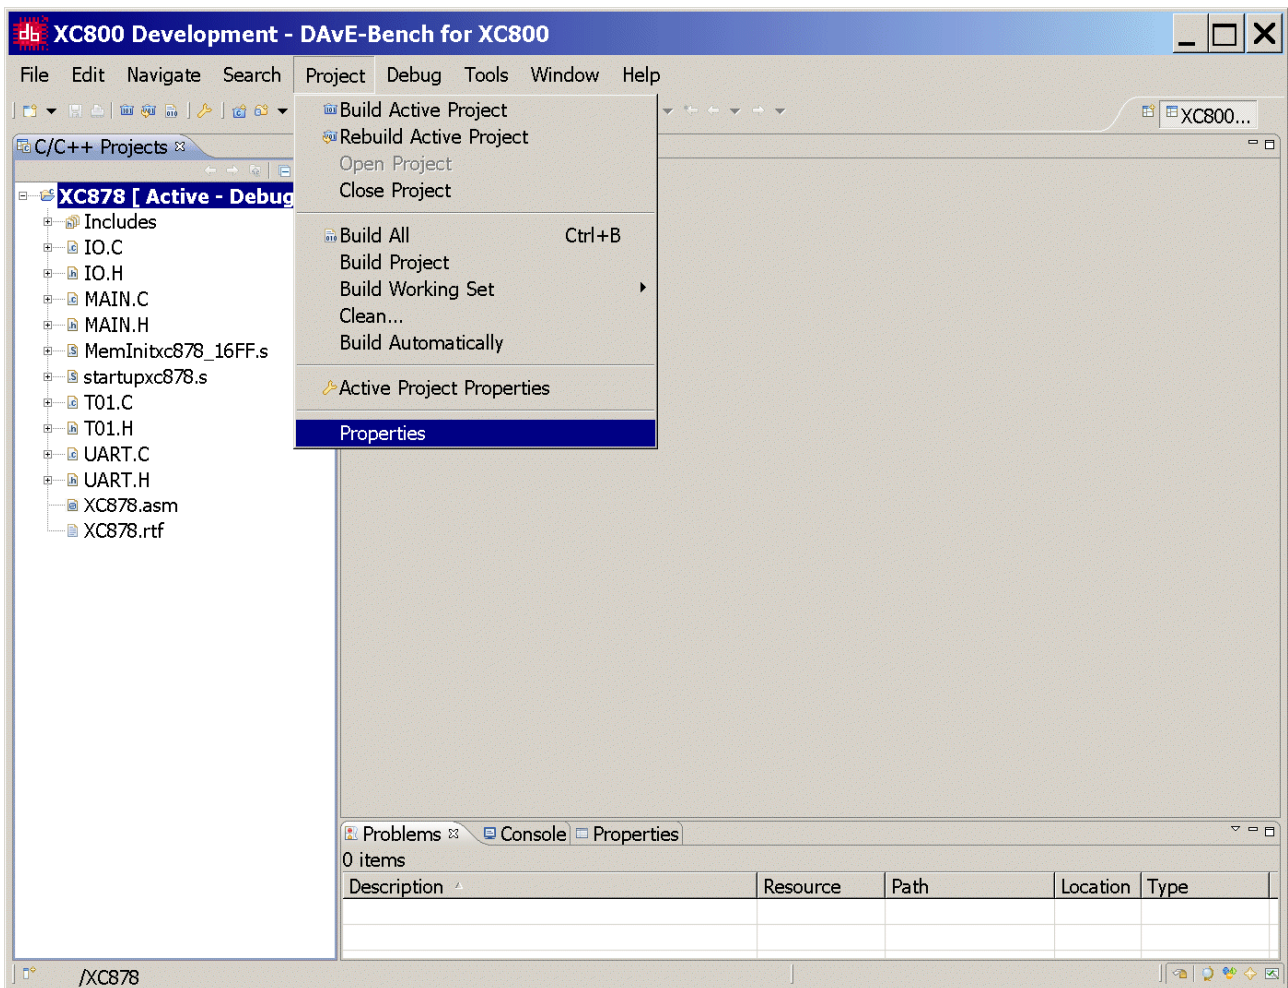 XC800 Development - DAvE-Bench for XC800
File Edit Navigate Search Project Debug Tools Window Help
XC800...
C/C++ Projects
XC878 [ Active - Debug
Includes
IO.C
IO.H
MAIN.C
MAIN.H
MemInitxc878_16FF.s
startupxc878.s
T01.C
T01.H
UART.C
UART.H
XC878.asm
XC878.rtf
Build Active Project
Rebuild Active Project
Open Project
Close Project
Build All Ctrl+B
Build Project
Build Working Set
Clean...
Build Automatically
Active Project Properties
Properties
Problems Console Properties
0 items
Description Resource Path Location Type
/XC878